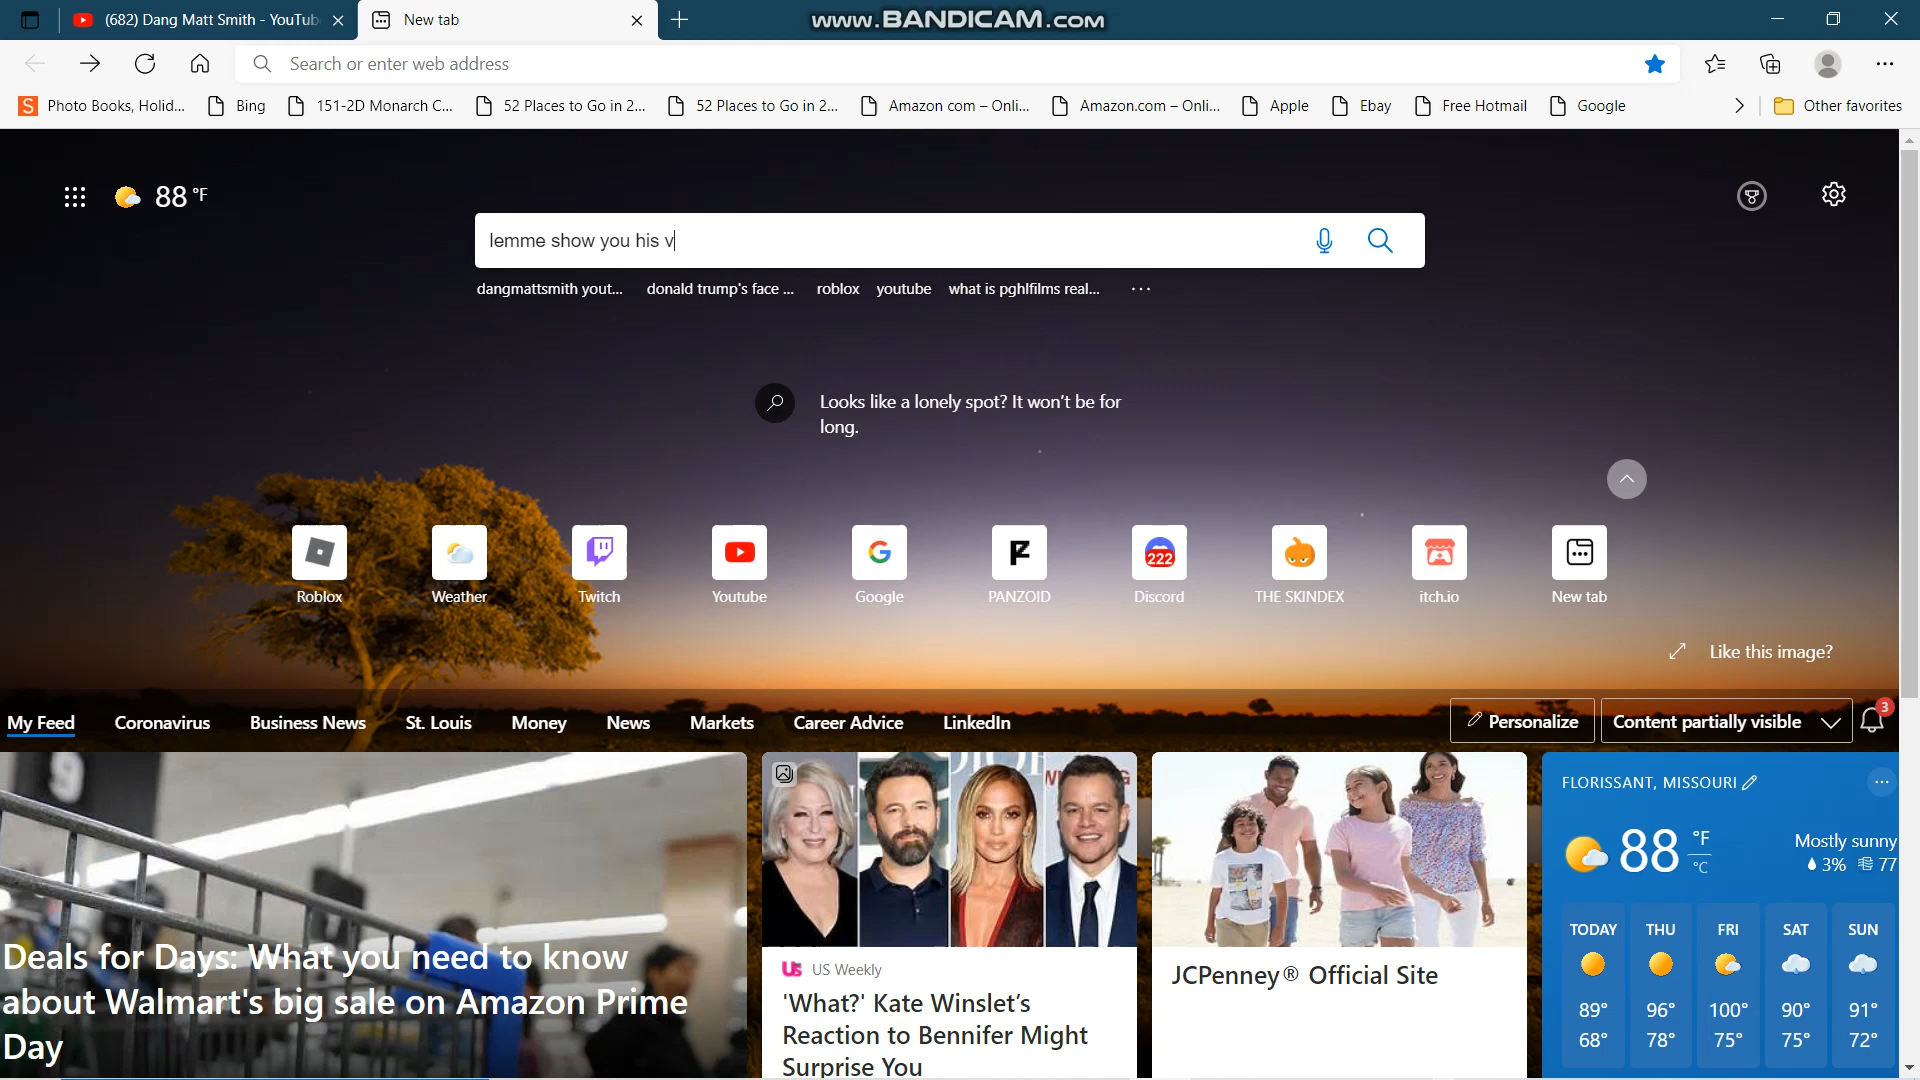 (682) Dang Matt Smith - YouTub
New tab
www.BANDICAM.com
Search or enter web address
Photo Books, Holid...
Bing
151-2D Monarch C...
52 Places to Go in 2...
52 Places to Go in 2...
Amazon com – Onli...
Amazon.com – Onli...
Apple
Ebay
Free Hotmail
Google
Other favorites
88 °F
lemme show you his v
dangmattsmith yout...
donald trump's face ...
roblox
youtube
what is pghlfilms real...
Looks like a lonely spot? It won't be for
long.
Roblox
Weather
Twitch
Youtube
Google
PANZOID
222
Discord
THE SKINDEX
itch.io
New tab
Like this image?
My Feed
Coronavirus
Business News
St. Louis
Money
News
Markets
Career Advice
LinkedIn
Personalize
Content partially visible
3
9
Deals for Days: What you need to know
about Walmart's big sale on Amazon Prime
Day
Us US Weekly
'What?' Kate Winslet's
Reaction to Bennifer Might
Surprise You
JCPenney® Official Site
FLORISSANT, MISSOURI
88 °F
°C
Mostly sunny
3% 77
TODAY THU FRI SAT SUN
89° 96° 100° 90° 91°
68° 78° 75° 75° 72°